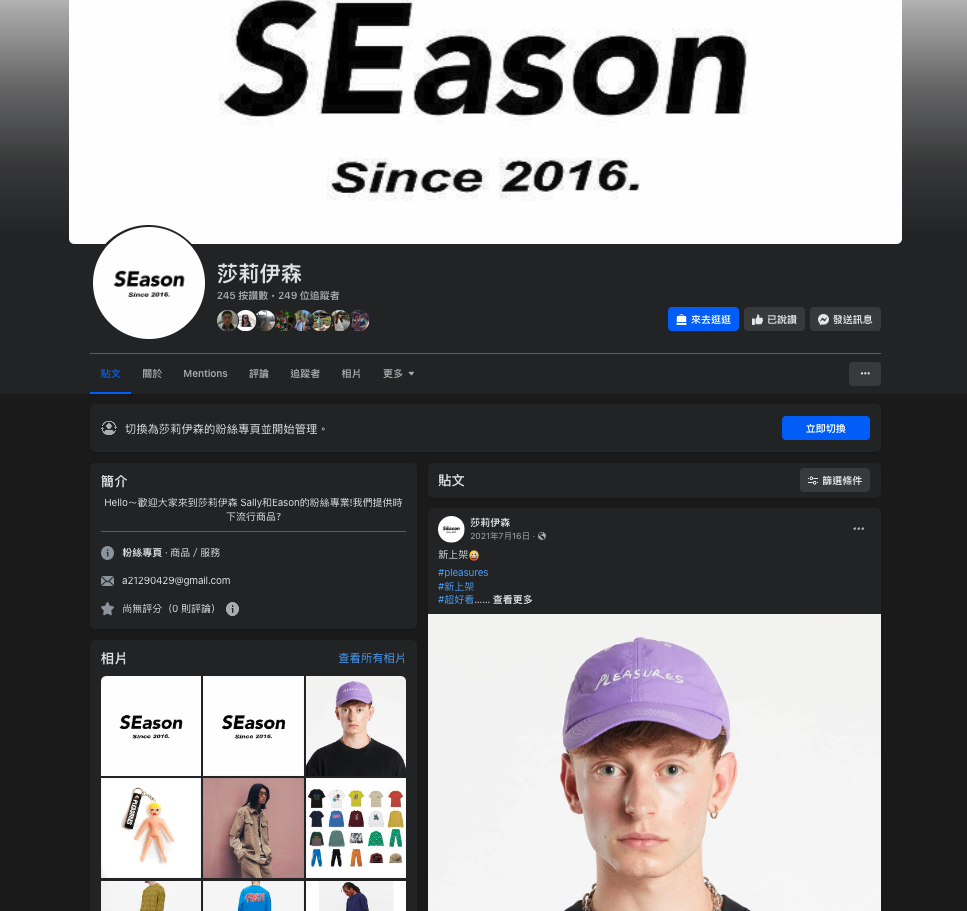 SEason
Since 2016.
SEason
Since 2016.
莎莉伊森
245 按讚數 • 249 位追蹤者
來去逛逛
已說讚
發送訊息
貼文
關於
Mentions
評論
追蹤者
相片
更多
切換為莎莉伊森的粉絲專頁並開始管理。
立即切換
簡介
Hello～歡迎大家來到莎莉伊森 Sally和Eason的粉絲專業!我們提供時
下流行商品?
粉絲專頁 · 商品 / 服務
a21290429@gmail.com
尚無評分（0 則評論）
相片
查看所有相片
SEason
Since 2016.
SEason
Since 2016.
PLEASURES
貼文
篩選條件
SEason
莎莉伊森
2021年7月16日 ·
新上架
#pleasures
#新上架
#超好看...... 查看更多
PLEASURES